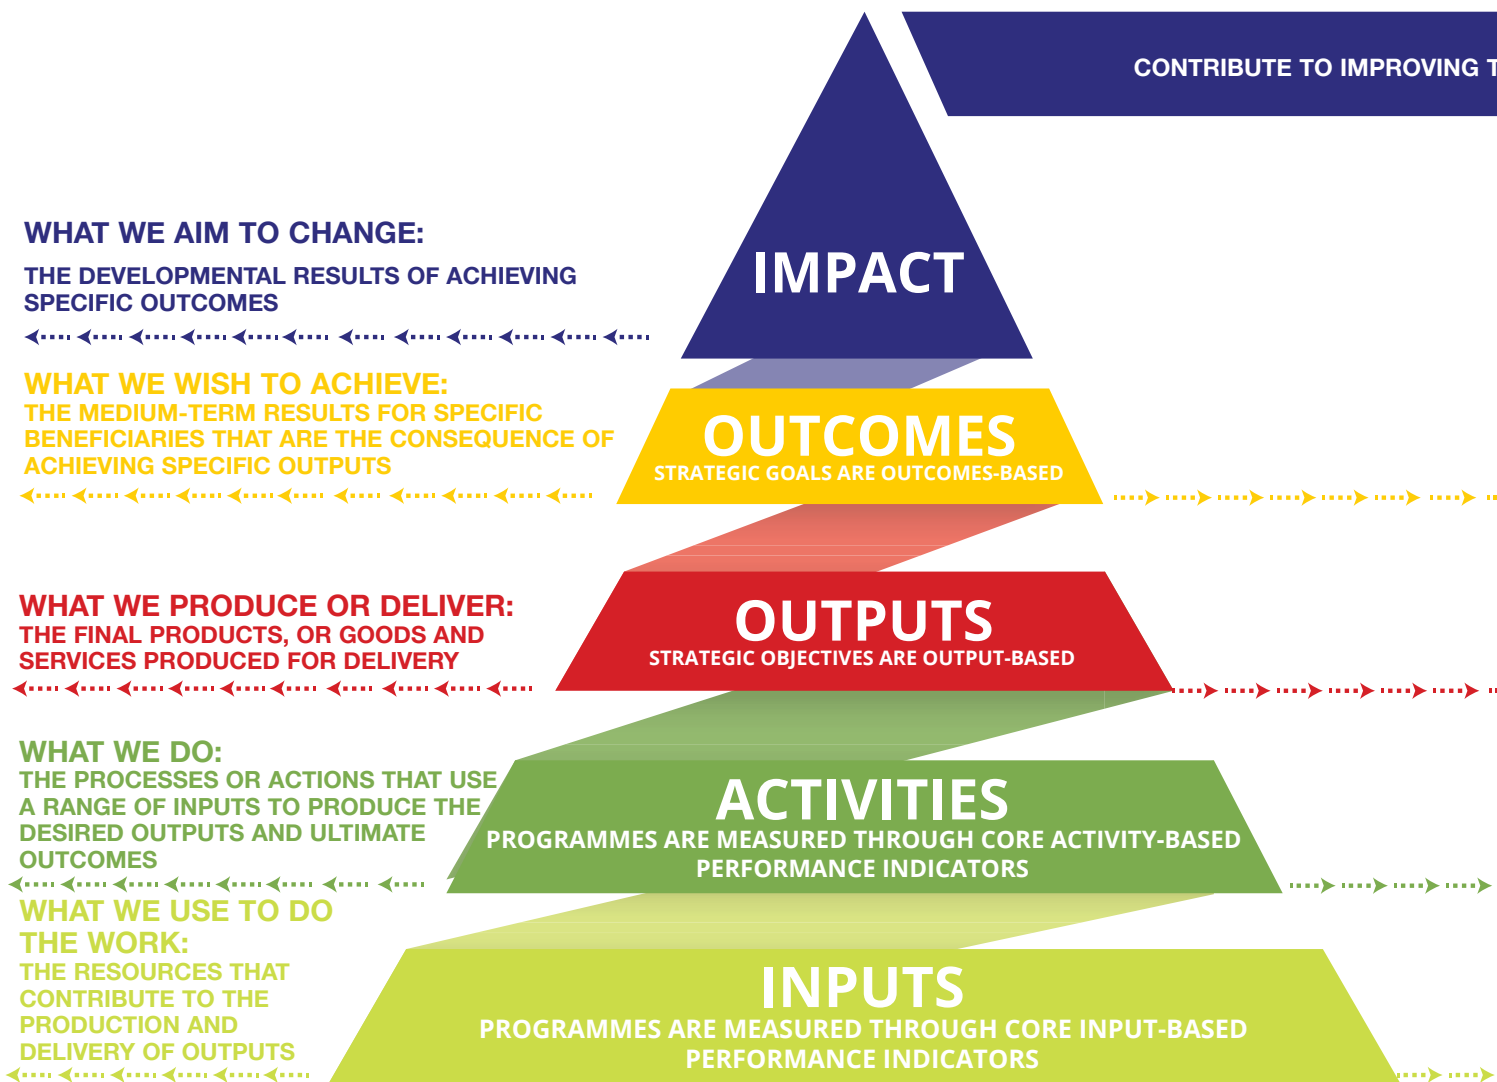 CONTRIBUTE TO IMPROVING T
WHAT WE AIM TO CHANGE:
THE DEVELOPMENTAL RESULTS OF ACHIEVING
SPECIFIC OUTCOMES
IMPACT
WHAT WE WISH TO ACHIEVE:
THE MEDIUM-TERM RESULTS FOR SPECIFIC
BENEFICIARIES THAT ARE THE CONSEQUENCE OF
ACHIEVING SPECIFIC OUTPUTS
OUTCOMES
STRATEGIC GOALS ARE OUTCOMES-BASED
WHAT WE PRODUCE OR DELIVER:
THE FINAL PRODUCTS, OR GOODS AND
SERVICES PRODUCED FOR DELIVERY
OUTPUTS
STRATEGIC OBJECTIVES ARE OUTPUT-BASED
WHAT WE DO:
THE PROCESSES OR ACTIONS THAT USE
A RANGE OF INPUTS TO PRODUCE THE
DESIRED OUTPUTS AND ULTIMATE
OUTCOMES
ACTIVITIES
PROGRAMMES ARE MEASURED THROUGH CORE ACTIVITY-BASED
PERFORMANCE INDICATORS
WHAT WE USE TO DO
THE WORK:
THE RESOURCES THAT
CONTRIBUTE TO THE
PRODUCTION AND
DELIVERY OF OUTPUTS
INPUTS
PROGRAMMES ARE MEASURED THROUGH CORE INPUT-BASED
PERFORMANCE INDICATORS